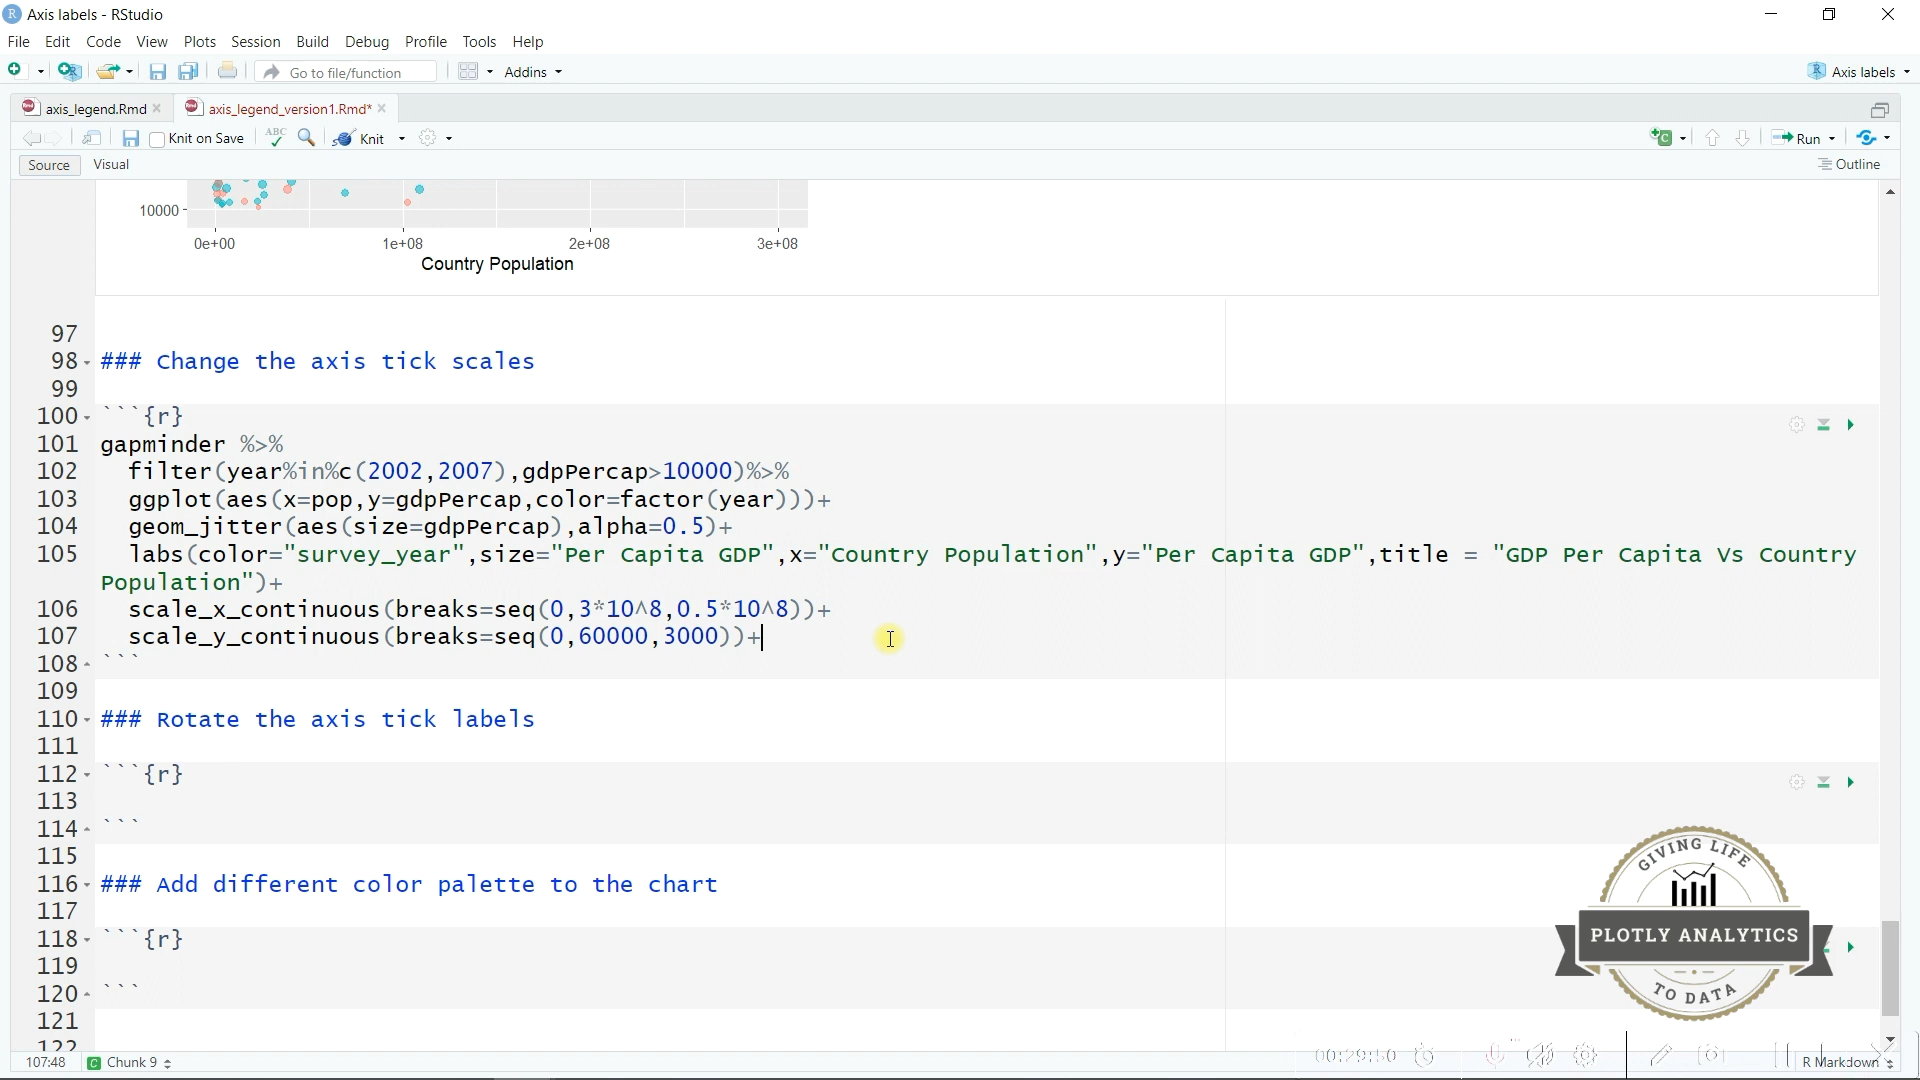 Axis labels - RStudio
File Edit Code View Plots Session Build Debug Profile Tools Help
Go to file/function Addins Axis labels
axis_legend.Rmd axis_legend_version1.Rmd*
Knit on Save ABC Knit Run
Source Visual Outline
10000
0e+00 1e+08 2e+08 3e+08
Country Population
97
98 ### Change the axis tick scales
99
100 ```{r}
101 gapminder %>%
102 filter(year%in%c(2002,2007),gdpPercap>10000)%>%
103 ggplot(aes(x=pop,y=gdpPercap,color=factor(year)))+
104 geom_jitter(aes(size=gdpPercap),alpha=0.5)+
105 labs(color="survey_year",size="Per Capita GDP",x="Country Population",y="Per Capita GDP",title = "GDP Per Capita Vs Country
Population")+
106 scale_x_continuous(breaks=seq(0,3*10^8,0.5*10^8))+
107 scale_y_continuous(breaks=seq(0,60000,3000))+
108 ```
109
110 ### Rotate the axis tick labels
111
112 ```{r}
113
114 ```
115
116 ### Add different color palette to the chart
117
118 ```{r}
119
120 ```
121
122
GIVING LIFE
PLOTLY ANALYTICS
TO DATA
107:48 Chunk 9 00:29:50 R Markdown